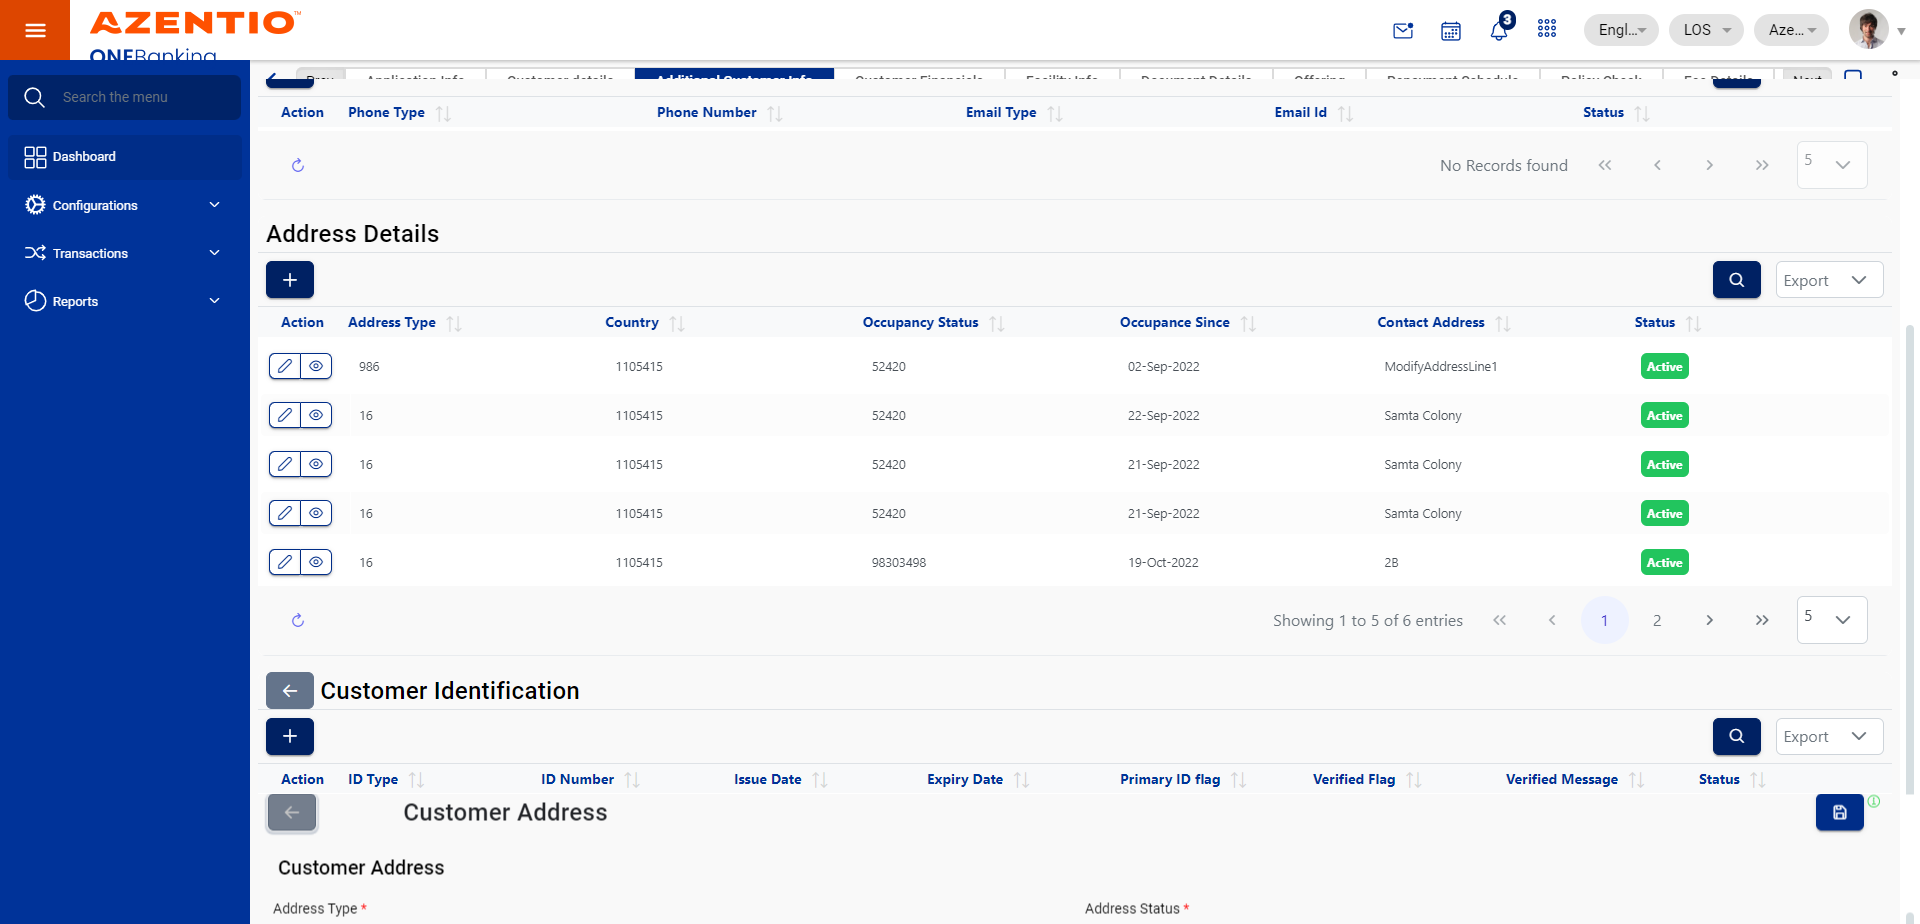 AZENTIO™
ONEBanking
3
Engl...
LOS
Aze...
Search the menu
Dashboard
Configurations
Transactions
Reports
Prev
Application Info
Customer details
Additional Customer Info
Customer Financials
Facility Info
Document Details
Offering
Repayment Schedule
Policy Check
Fee Details
Next
Action Phone Type Phone Number Email Type Email Id Status
No Records found
5
Address Details
Export
Action Address Type Country Occupancy Status Occupance Since Contact Address Status
986 1105415 52420 02-Sep-2022 ModifyAddressLine1 Active
16 1105415 52420 22-Sep-2022 Samta Colony Active
16 1105415 52420 21-Sep-2022 Samta Colony Active
16 1105415 52420 21-Sep-2022 Samta Colony Active
16 1105415 98303498 19-Oct-2022 2B Active
Showing 1 to 5 of 6 entries
1
2
5
Customer Identification
Export
Action ID Type ID Number Issue Date Expiry Date Primary ID flag Verified Flag Verified Message Status
Customer Address
Customer Address
Address Type *
Address Status *